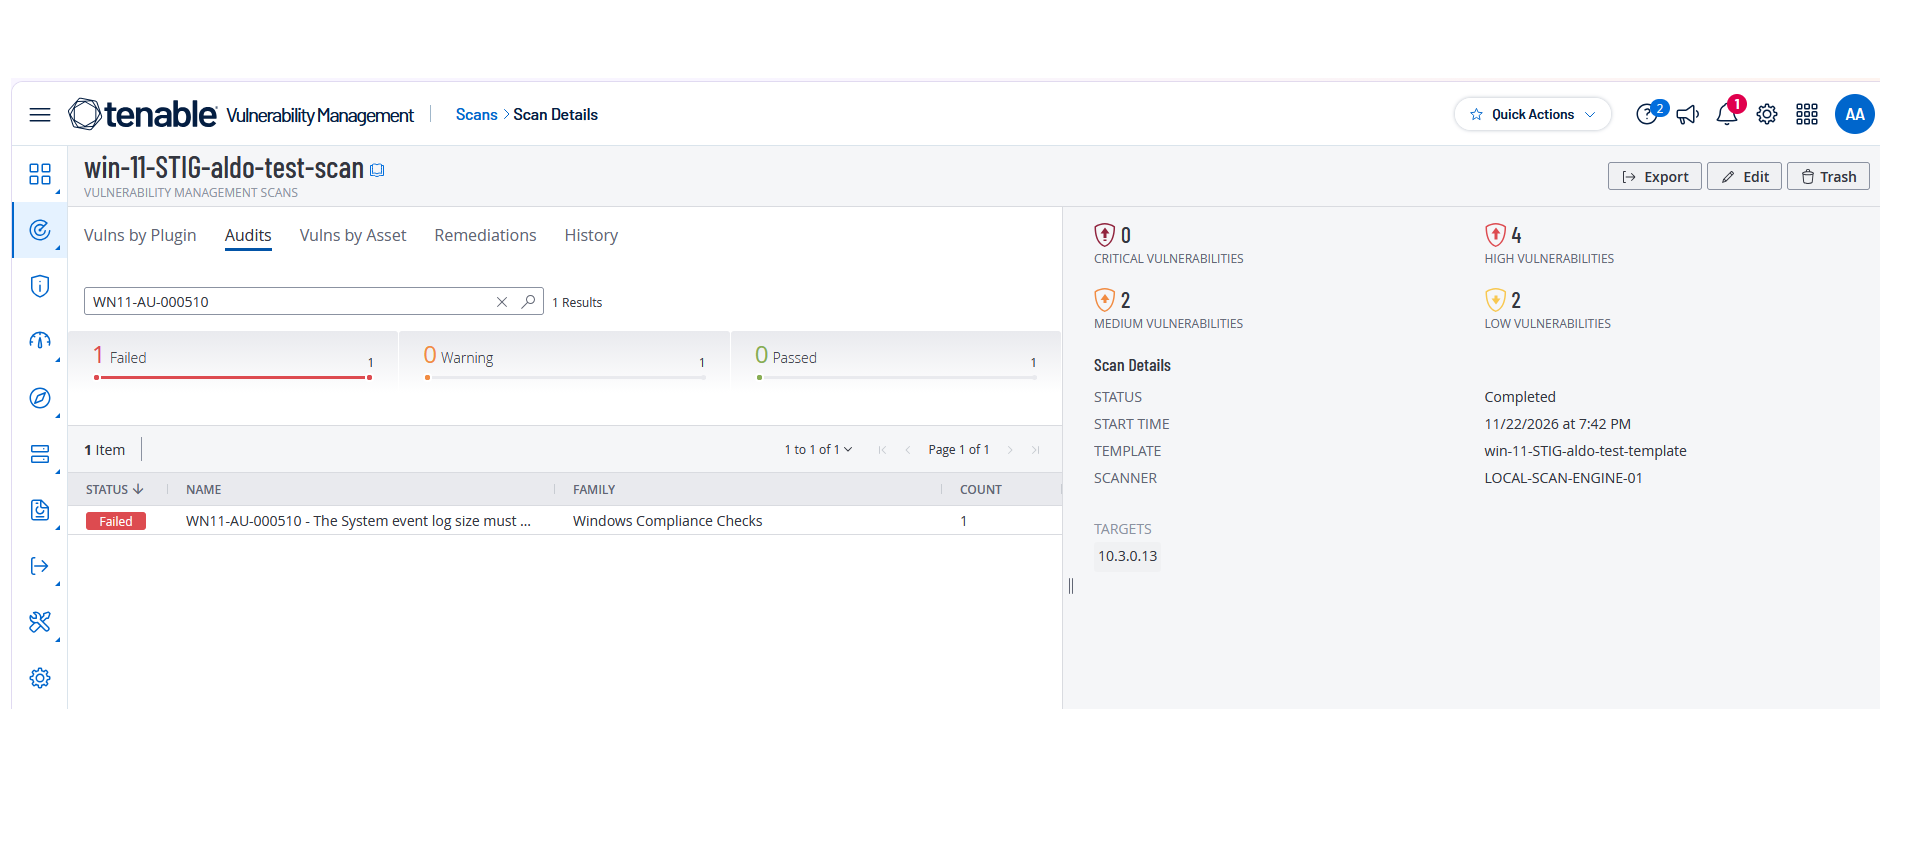 tenable Vulnerability Management Scans > Scan Details Quick Actions 2 1 AA
win-11-STIG-aldo-test-scan
VULNERABILITY MANAGEMENT SCANS
Export Edit Trash
Vulns by Plugin Audits Vulns by Asset Remediations History
WN11-AU-000510 1 Results
1 Failed 1 0 Warning 1 0 Passed 1
1 Item 1 to 1 of 1 Page 1 of 1
STATUS NAME FAMILY COUNT
Failed WN11-AU-000510 - The System event log size must ... Windows Compliance Checks 1
0 4
CRITICAL VULNERABILITIES HIGH VULNERABILITIES
2 2
MEDIUM VULNERABILITIES LOW VULNERABILITIES
Scan Details
STATUS Completed
START TIME 11/22/2026 at 7:42 PM
TEMPLATE win-11-STIG-aldo-test-template
SCANNER LOCAL-SCAN-ENGINE-01
TARGETS
10.3.0.13